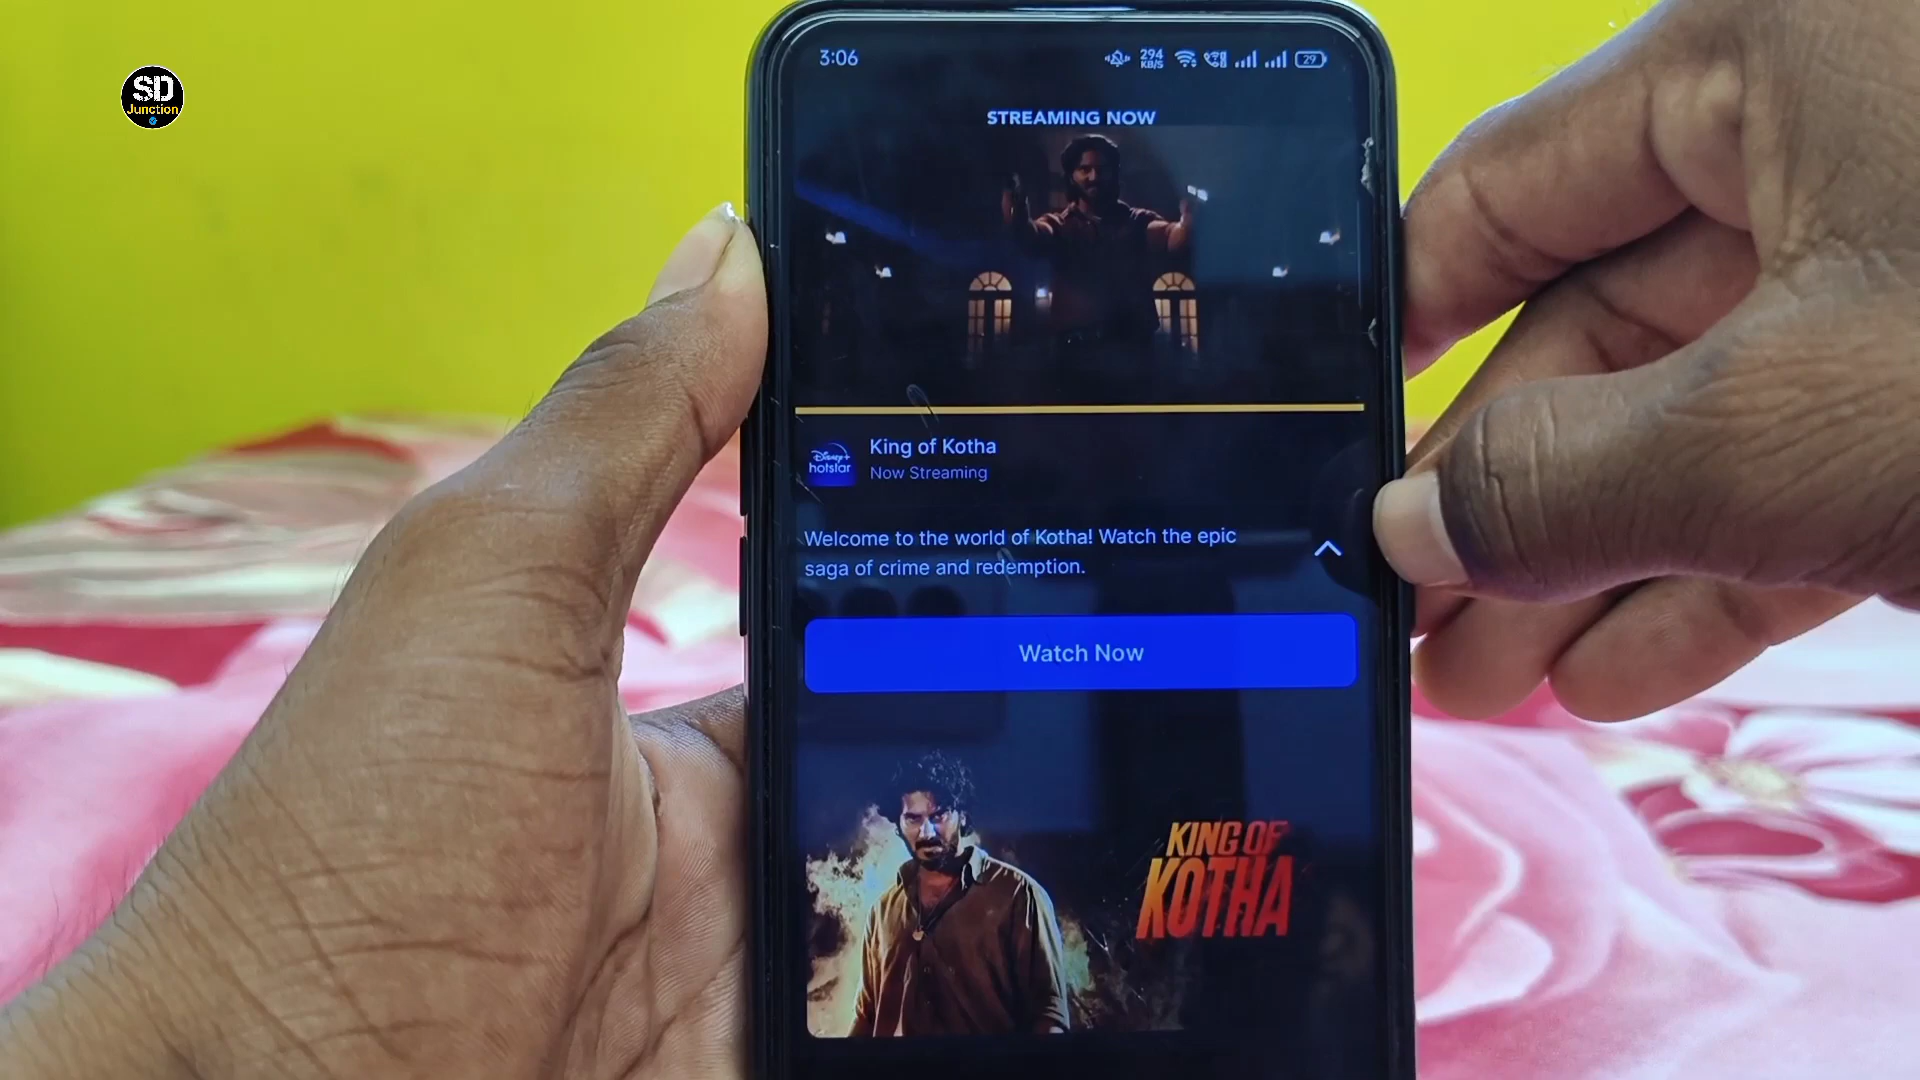 SD
Junction
3:06
294
KB/S
29
STREAMING NOW
Disney+
hotstar
King of Kotha
Now Streaming
Welcome to the world of Kotha! Watch the epic
saga of crime and redemption.
Watch Now
KING OF
KOTHA